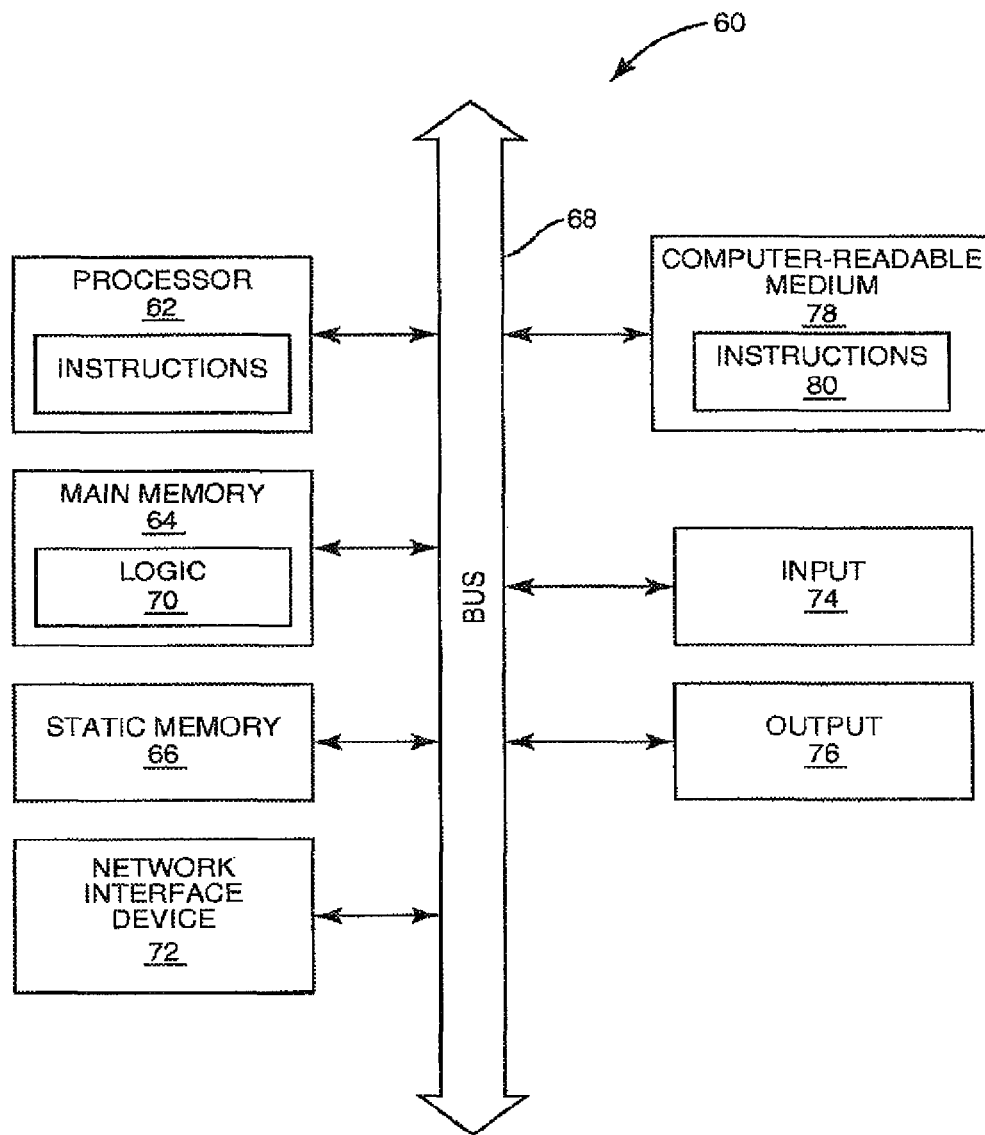 60
68
PROCESSOR
62
INSTRUCTIONS
MAIN MEMORY
64
LOGIC
70
STATIC MEMORY
66
NETWORK
INTERFACE
DEVICE
72
BUS
COMPUTER-READABLE
MEDIUM
78
INSTRUCTIONS
80
INPUT
74
OUTPUT
76